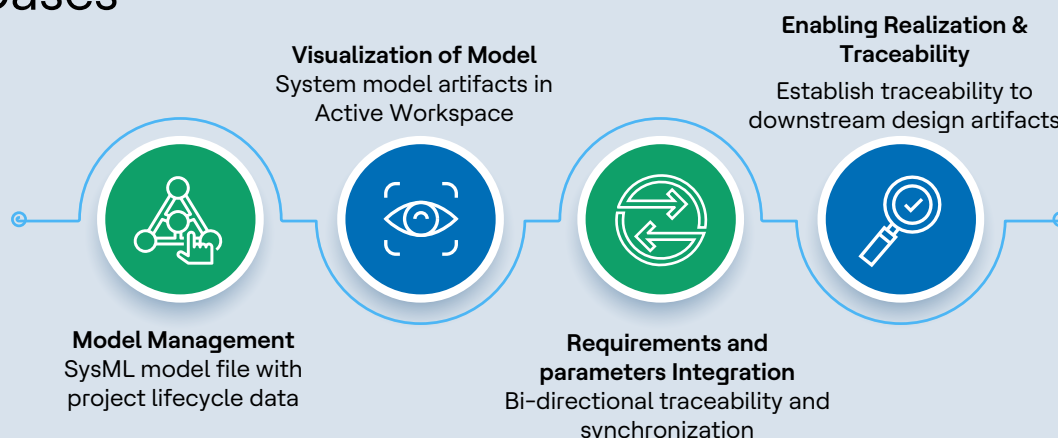 Visualization of Model
System model artifacts in
Active Workspace
Enabling Realization &
Traceability
Establish traceability to
downstream design artifacts
Model Management
SysML model file with
project lifecycle data
Requirements and
parameters Integration
Bi-directional traceability and
synchronization